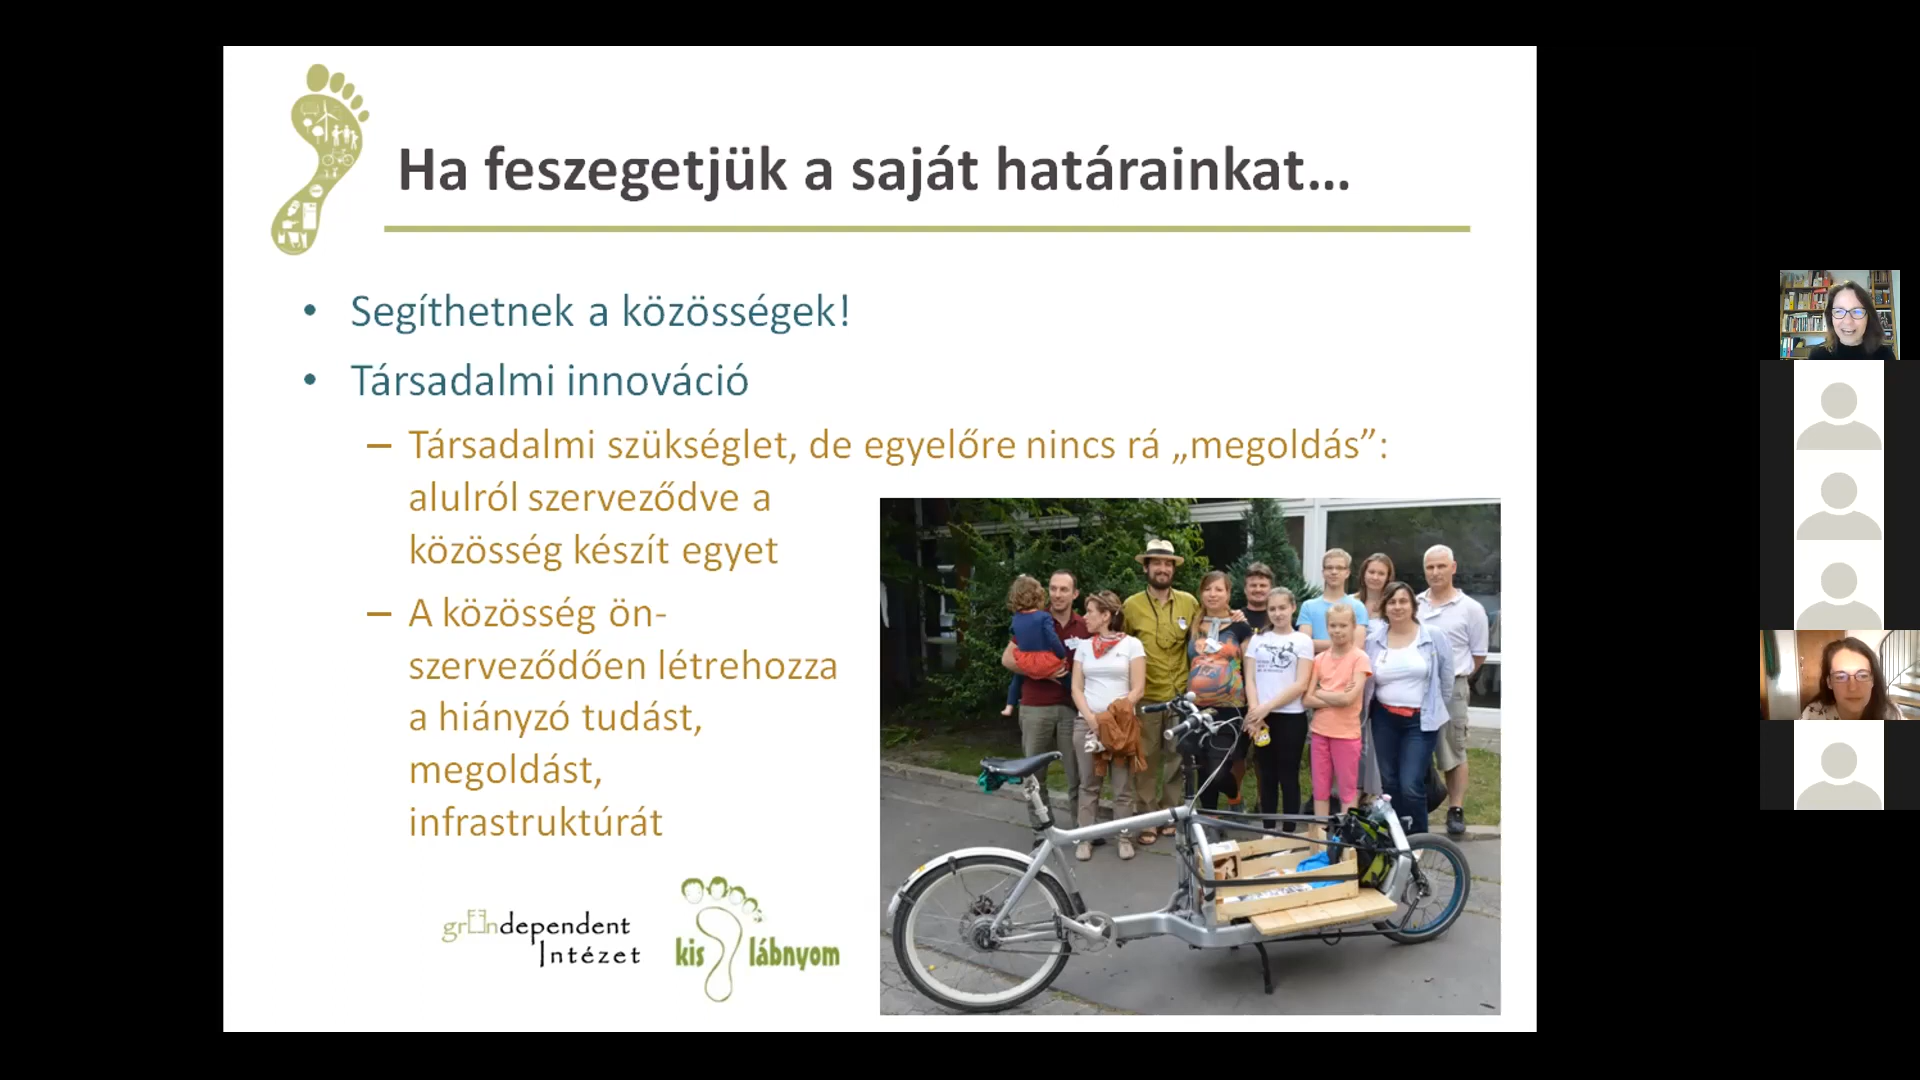 Ha feszegetjük a saját határainkat...
• Segíthetnek a közösségek!
• Társadalmi innováció
– Társadalmi szükséglet, de egyelőre nincs rá „megoldás”:
alulról szerveződve a
közösség készít egyet
– A közösség ön-
szerveződően létrehozza
a hiányzó tudást,
megoldást,
infrastruktúrát
greendependent
Intézet
kis lábnyom